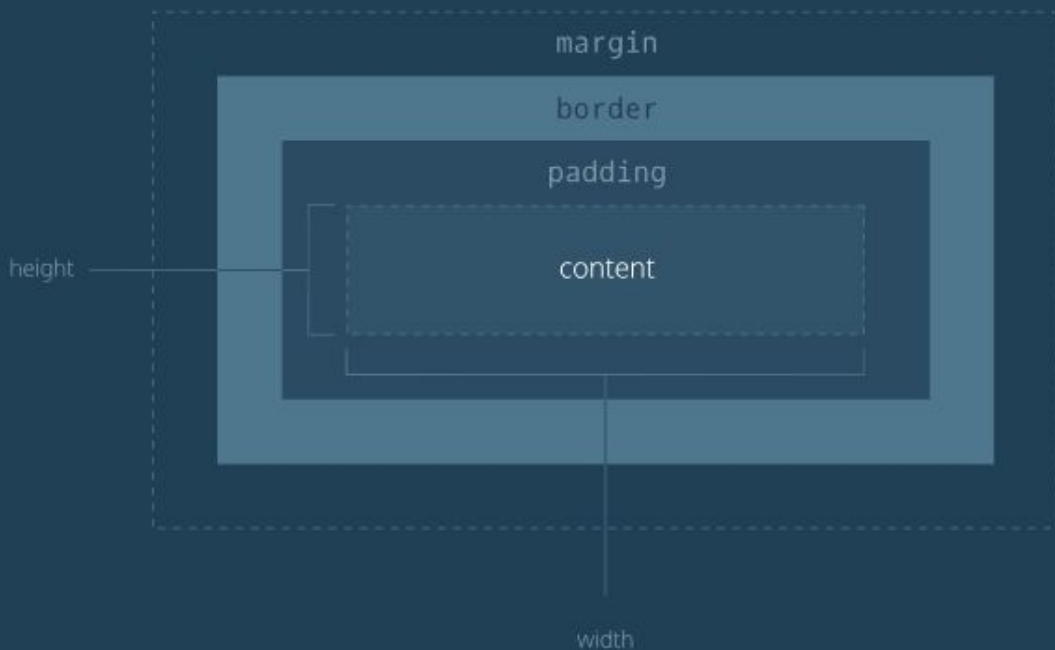 margin
border
padding
height
content
width